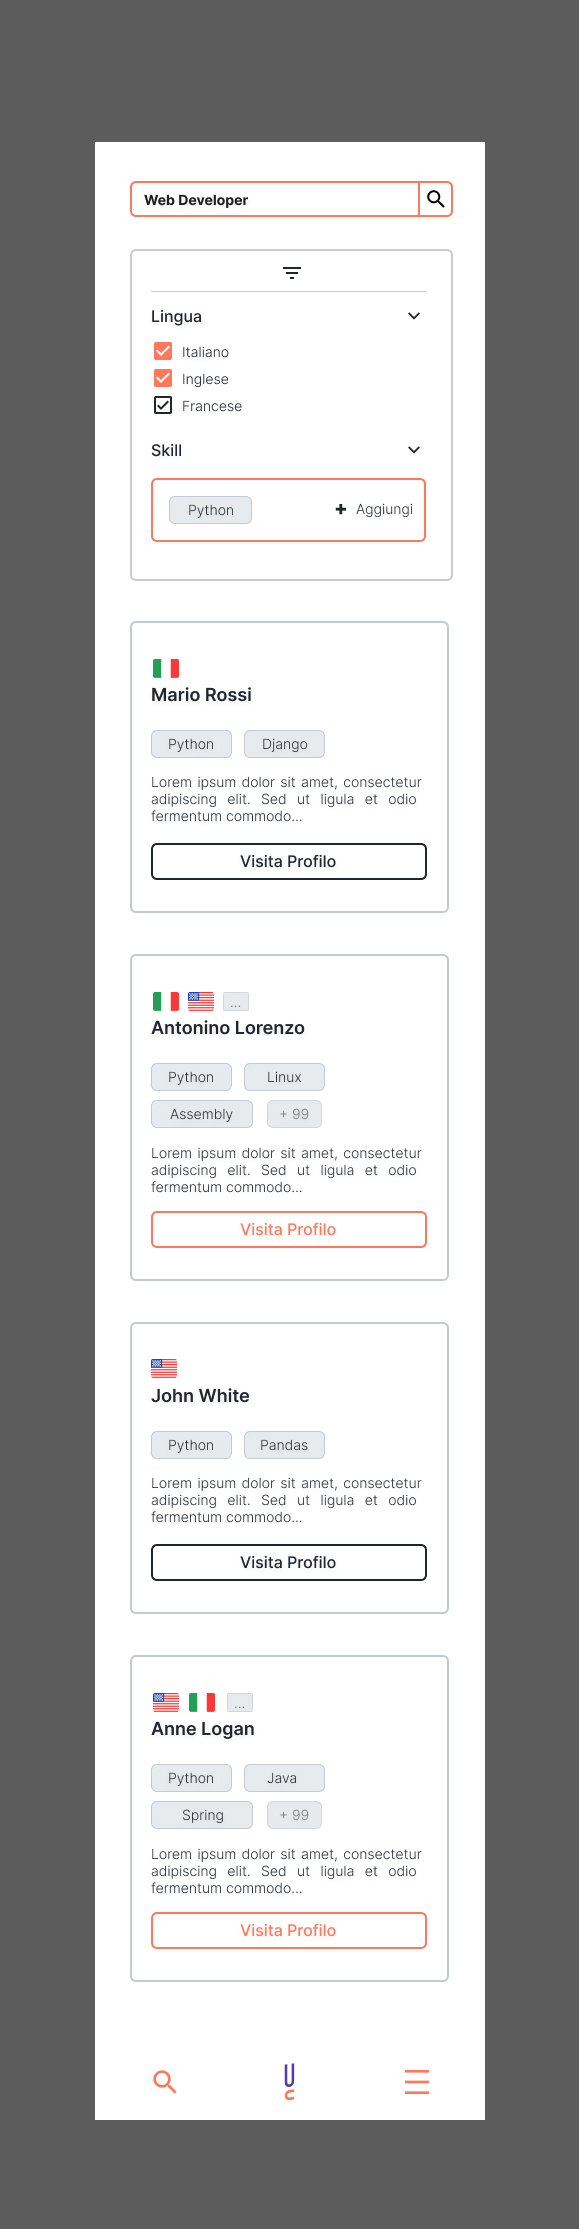 Web Developer
Lingua
Italiano
Inglese
Francese
Skill
Python
Aggiungi
Mario Rossi
Python Django
Lorem ipsum dolor sit amet, consectetur
adipiscing elit. Sed ut ligula et odio
fermentum commodo...
Visita Profilo
...
Antonino Lorenzo
Python Linux
Assembly + 99
Lorem ipsum dolor sit amet, consectetur
adipiscing elit. Sed ut ligula et odio
fermentum commodo...
Visita Profilo
John White
Python Pandas
Lorem ipsum dolor sit amet, consectetur
adipiscing elit. Sed ut ligula et odio
fermentum commodo...
Visita Profilo
...
Anne Logan
Python Java
Spring + 99
Lorem ipsum dolor sit amet, consectetur
adipiscing elit. Sed ut ligula et odio
fermentum commodo...
Visita Profilo